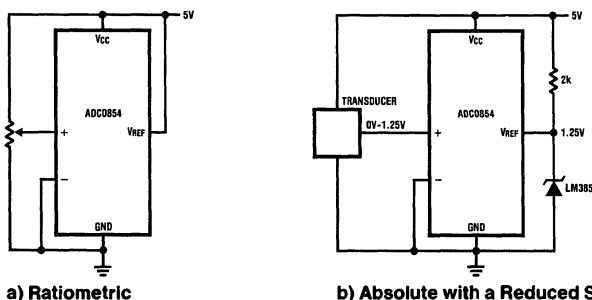 5V
VCC
ADC0854
+
VREF
−
GND
a) Ratiometric
5V
VCC
2k
TRANSDUCER
ADC0854
0V–1.25V
+
VREF
1.25V
−
LM385
GND
b) Absolute with a Reduced S